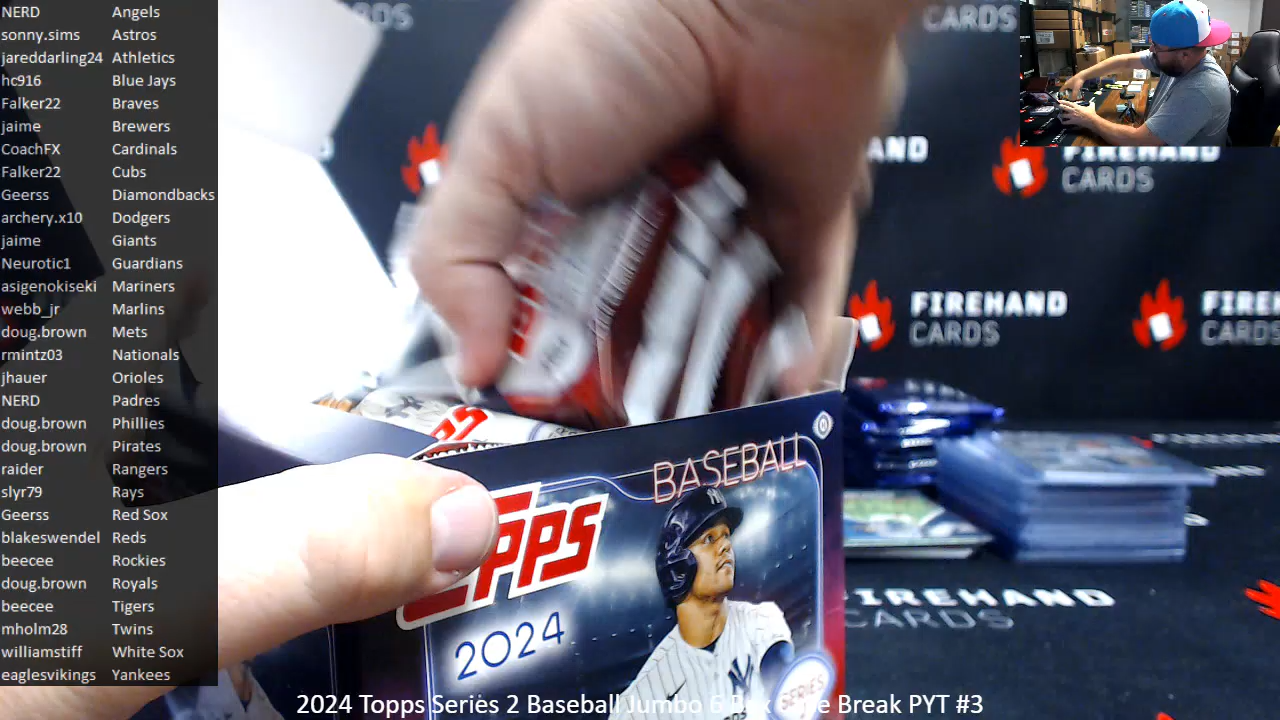 NERD Angels
sonny.sims Astros
jareddarling24 Athletics
hc916 Blue Jays
Falker22 Braves
jaime Brewers
CoachFX Cardinals
Falker22 Cubs
Geerss Diamondbacks
archery.x10 Dodgers
jaime Giants
Neurotic1 Guardians
asigenokiseki Mariners
webb_jr Marlins
doug.brown Mets
rmintz03 Nationals
jhauer Orioles
NERD Padres
doug.brown Phillies
doug.brown Pirates
raider Rangers
slyr79 Rays
Geerss Red Sox
blakeswendel Reds
beecee Rockies
doug.brown Royals
beecee Tigers
mholm28 Twins
williamstiff White Sox
eaglesvikings Yankees
CARDS
FIREHAND
CARDS
FIREHAND
CARDS
FIREHAND
CARDS
BASEBALL
TOPPS
2024
SERIES
2024 Topps Series 2 Baseball Jumbo 6 Box Case Break PYT #3